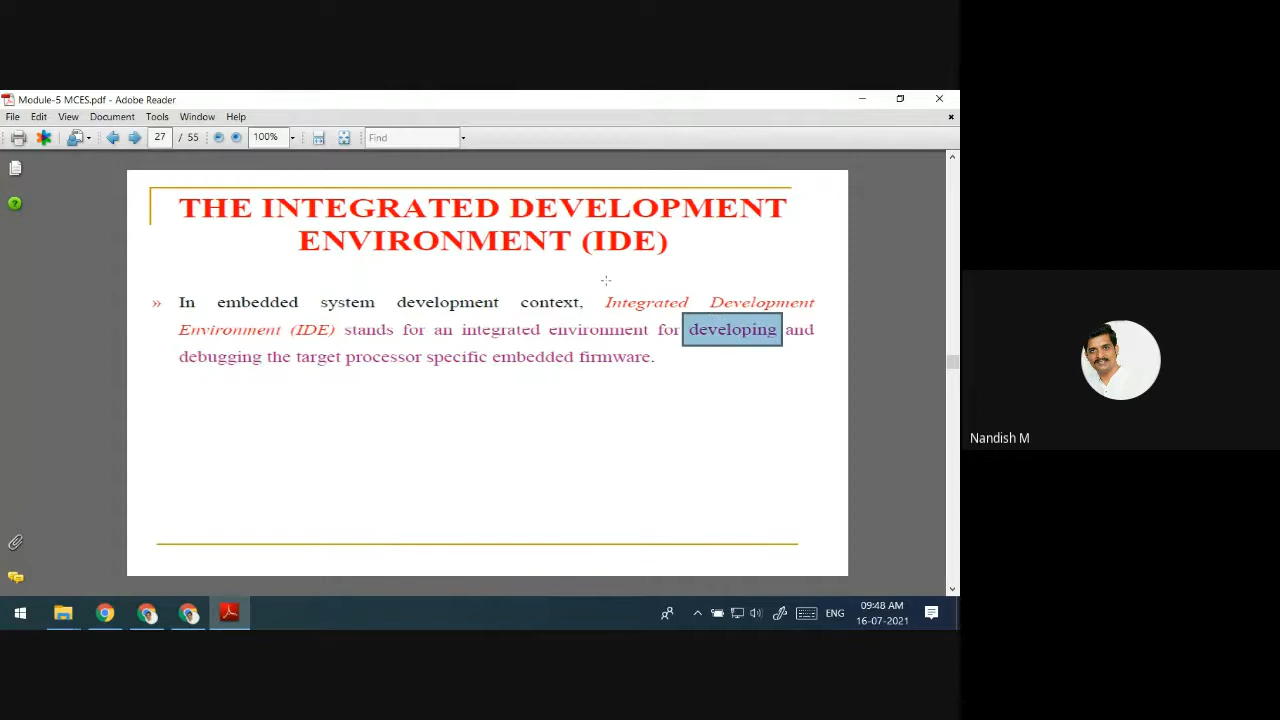 Module-5 MCES.pdf - Adobe Reader
File Edit View Document Tools Window Help
27 / 55 100% Find
THE INTEGRATED DEVELOPMENT
ENVIRONMENT (IDE)
» In embedded system development context, Integrated Development
Environment (IDE) stands for an integrated environment for developing and
debugging the target processor specific embedded firmware.
Nandish M
ENG
09:48 AM
16-07-2021